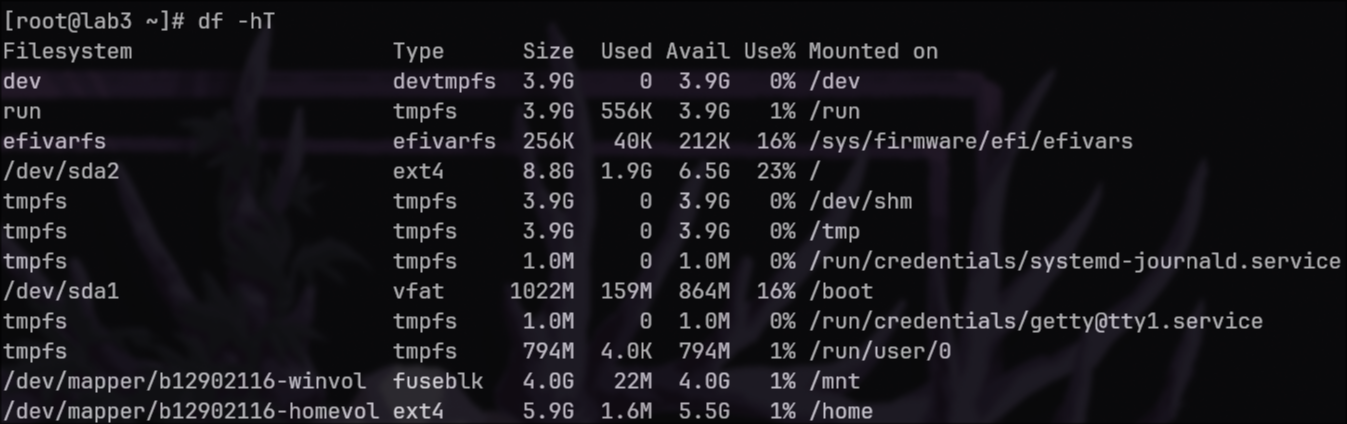 [root@lab3 ~]# df -hT
Filesystem                    Type      Size  Used Avail Use% Mounted on
dev                           devtmpfs  3.9G     0  3.9G   0% /dev
run                           tmpfs     3.9G  556K  3.9G   1% /run
efivarfs                      efivarfs  256K   40K  212K  16% /sys/firmware/efi/efivars
/dev/sda2                     ext4      8.8G  1.9G  6.5G  23% /
tmpfs                         tmpfs     3.9G     0  3.9G   0% /dev/shm
tmpfs                         tmpfs     3.9G     0  3.9G   0% /tmp
tmpfs                         tmpfs     1.0M     0  1.0M   0% /run/credentials/systemd-journald.service
/dev/sda1                     vfat     1022M  159M  864M  16% /boot
tmpfs                         tmpfs     1.0M     0  1.0M   0% /run/credentials/getty@tty1.service
tmpfs                         tmpfs     794M  4.0K  794M   1% /run/user/0
/dev/mapper/b12902116-winvol  fuseblk   4.0G   22M  4.0G   1% /mnt
/dev/mapper/b12902116-homevol ext4      5.9G  1.6M  5.5G   1% /home